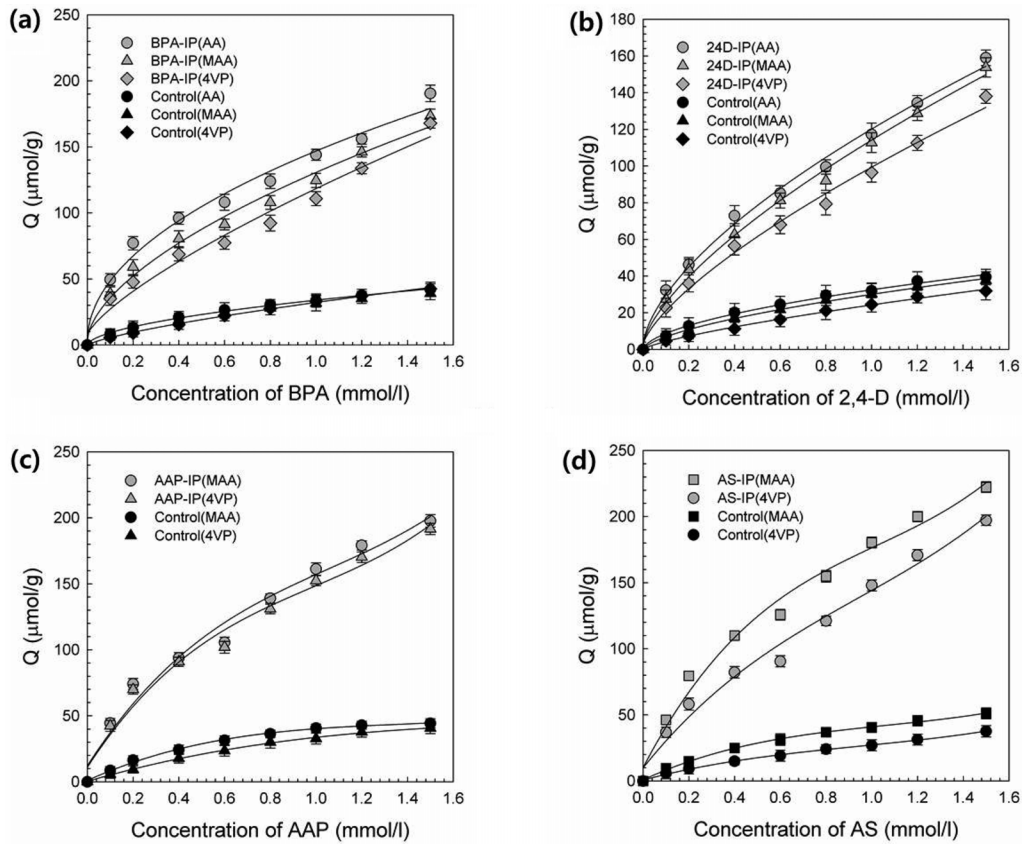 (a)
250
200
150
100
50
0
Q (μmol/g)
BPA-IP(AA)
BPA-IP(MAA)
BPA-IP(4VP)
Control(AA)
Control(MAA)
Control(4VP)
0.0 0.2 0.4 0.6 0.8 1.0 1.2 1.4 1.6
Concentration of BPA (mmol/l)
(b)
180
160
140
120
100
80
60
40
20
0
Q (μmol/g)
24D-IP(AA)
24D-IP(MAA)
24D-IP(4VP)
Control(AA)
Control(MAA)
Control(4VP)
0.0 0.2 0.4 0.6 0.8 1.0 1.2 1.4 1.6
Concentration of 2,4-D (mmol/l)
(c)
250
200
150
100
50
0
Q (μmol/g)
AAP-IP(MAA)
AAP-IP(4VP)
Control(MAA)
Control(4VP)
0.0 0.2 0.4 0.6 0.8 1.0 1.2 1.4 1.6
Concentration of AAP (mmol/l)
(d)
250
200
150
100
50
0
Q (μmol/g)
AS-IP(MAA)
AS-IP(4VP)
Control(MAA)
Control(4VP)
0.0 0.2 0.4 0.6 0.8 1.0 1.2 1.4 1.6
Concentration of AS (mmol/l)